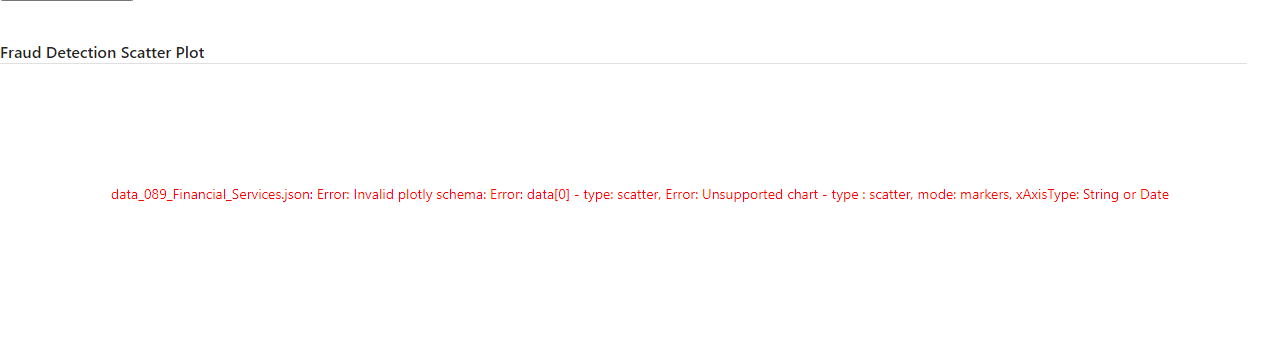 Fraud Detection Scatter Plot
data_089_Financial_Services.json: Error: Invalid plotly schema: Error: data[0] - type: scatter, Error: Unsupported chart - type : scatter, mode: markers, xAxisType: String or Date